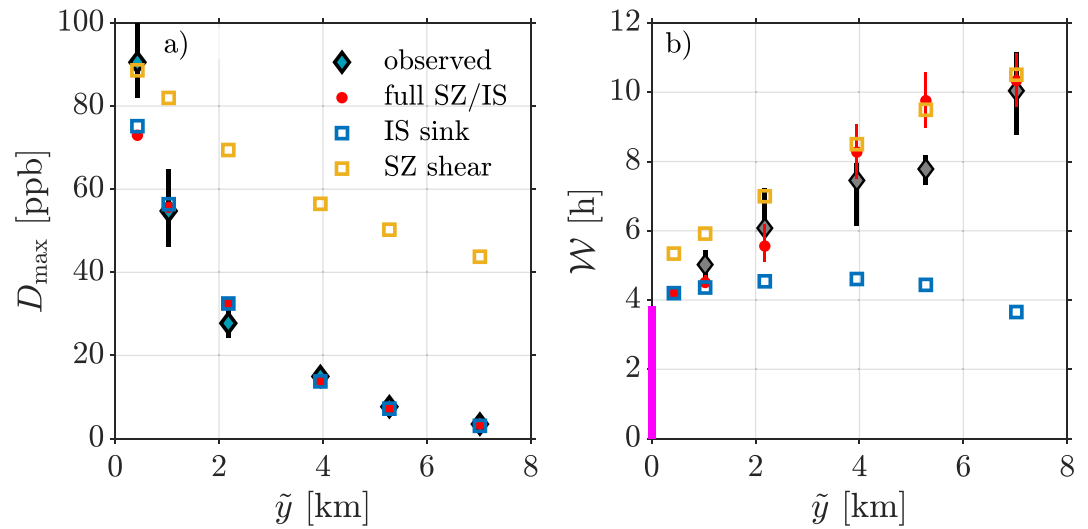 a)
observed
full SZ/IS
IS sink
SZ shear
100
80
60
40
20
0
D_max [ppb]
0 2 4 6 8
ỹ [km]
b)
12
10
8
6
4
2
0
𝒲 [h]
0 2 4 6 8
ỹ [km]